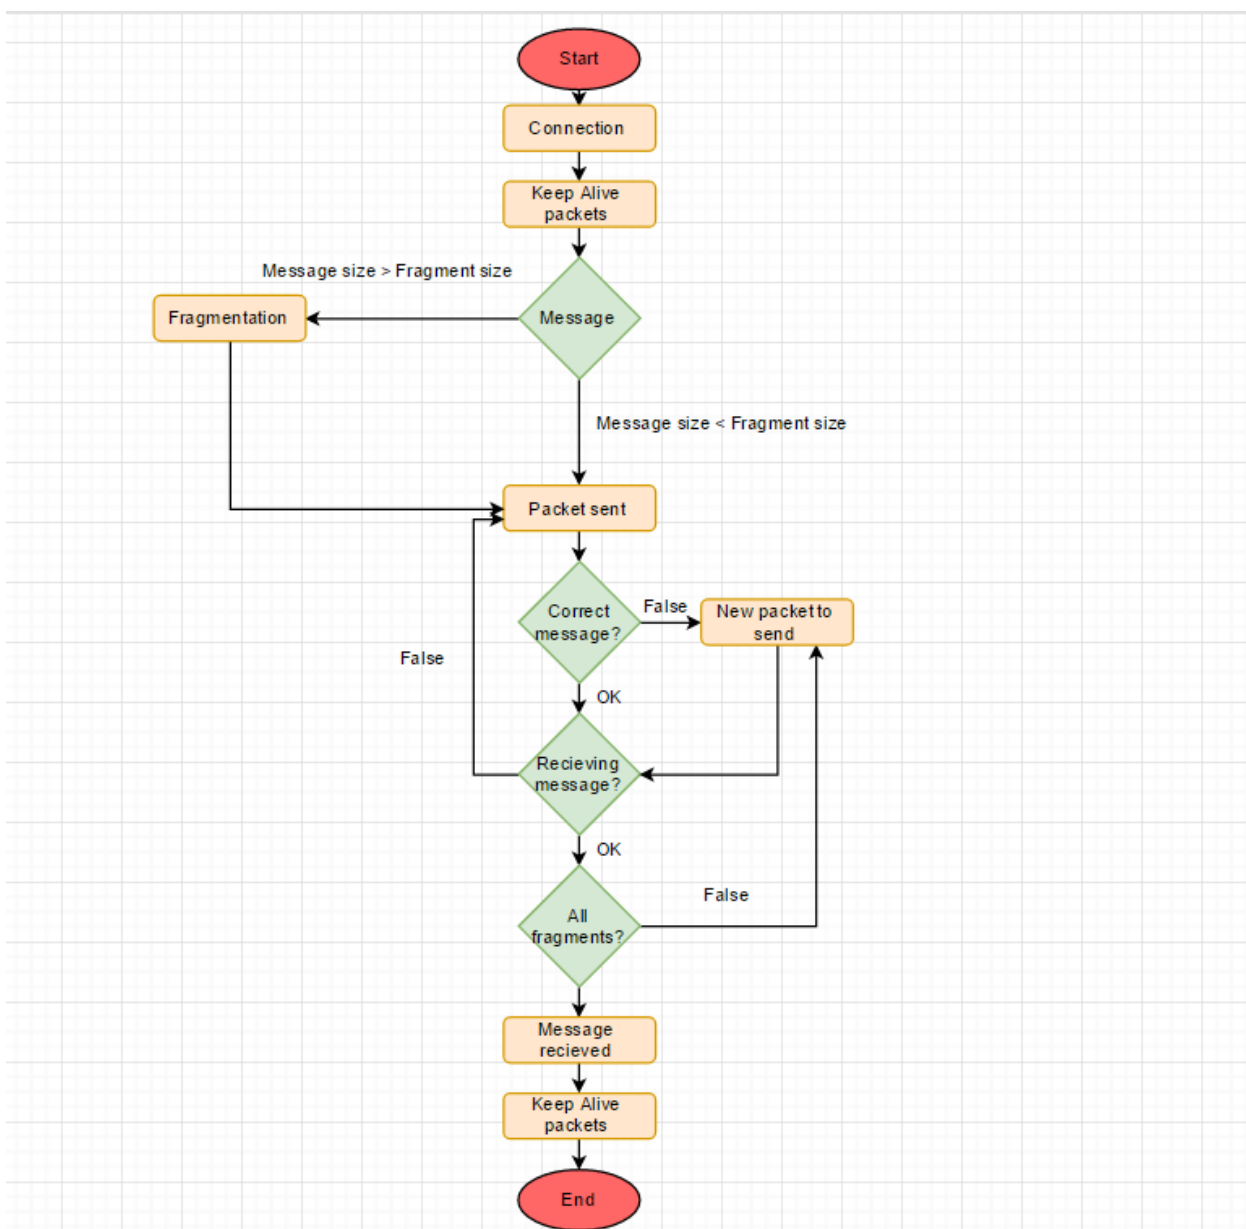 Start
Connection
Keep Alive
packets
Message size > Fragment size
Fragmentation
Message
Message size < Fragment size
Packet sent
Correct
message?
False
New packet to
send
False
OK
Recieving
message?
OK
All
fragments?
False
Message
recieved
Keep Alive
packets
End